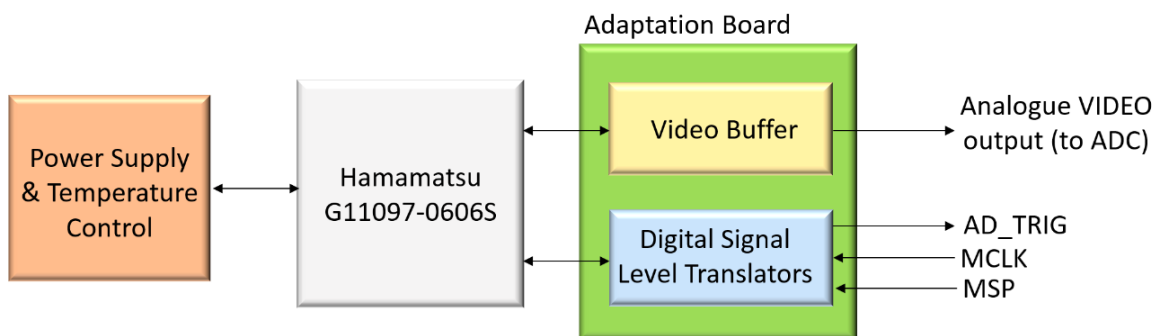 Adaptation Board
Power Supply
& Temperature
Control
Hamamatsu
G11097-0606S
Video Buffer
Analogue VIDEO
output (to ADC)
Digital Signal
Level Translators
AD_TRIG
MCLK
MSP